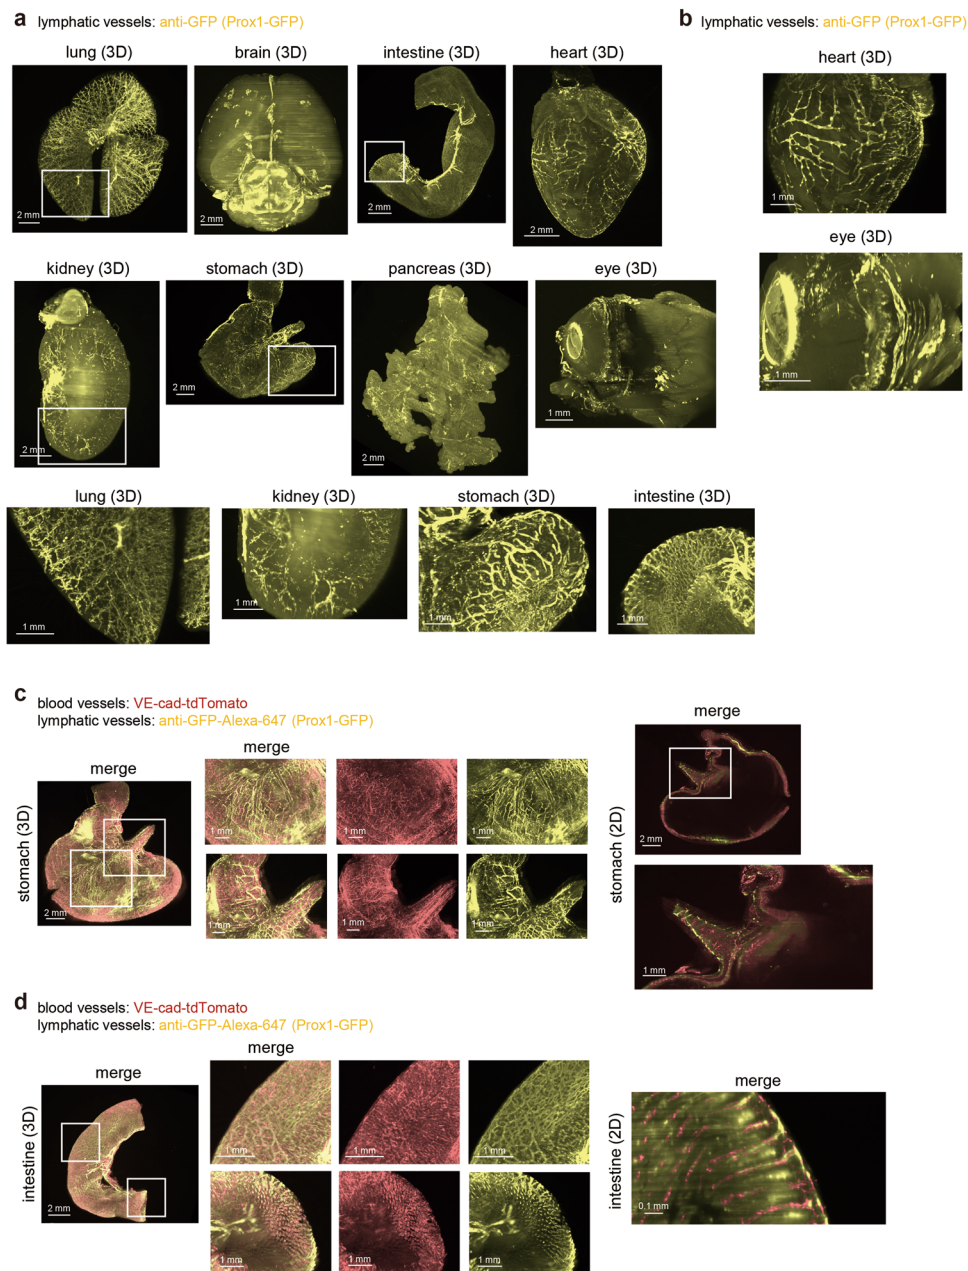 a
lymphatic vessels: anti-GFP (Prox1-GFP)
lung (3D)
brain (3D)
intestine (3D)
heart (3D)
2 mm
2 mm
2 mm
2 mm
kidney (3D)
stomach (3D)
pancreas (3D)
eye (3D)
2 mm
2 mm
2 mm
1 mm
lung (3D)
kidney (3D)
stomach (3D)
intestine (3D)
1 mm
1 mm
1 mm
1 mm
b
lymphatic vessels: anti-GFP (Prox1-GFP)
heart (3D)
1 mm
eye (3D)
1 mm
c
blood vessels: VE-cad-tdTomato
lymphatic vessels: anti-GFP-Alexa-647 (Prox1-GFP)
merge
merge
stomach (3D)
2 mm
1 mm
1 mm
1 mm
1 mm
1 mm
1 mm
merge
stomach (2D)
2 mm
1 mm
d
blood vessels: VE-cad-tdTomato
lymphatic vessels: anti-GFP-Alexa-647 (Prox1-GFP)
merge
merge
intestine (3D)
2 mm
1 mm
1 mm
1 mm
1 mm
1 mm
1 mm
merge
intestine (2D)
0.1 mm